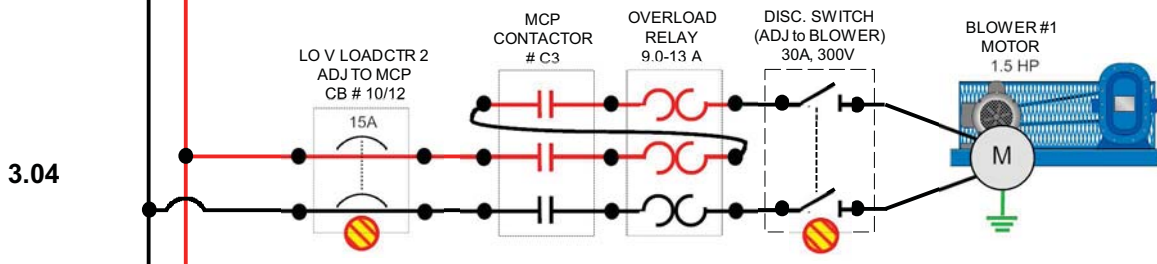 LO V LOADCTR 2
ADJ TO MCP
CB # 10/12
15A
MCP
CONTACTOR
# C3
OVERLOAD
RELAY
9.0-13 A
DISC. SWITCH
(ADJ to BLOWER)
30A, 300V
BLOWER #1
MOTOR
1.5 HP
M
3.04